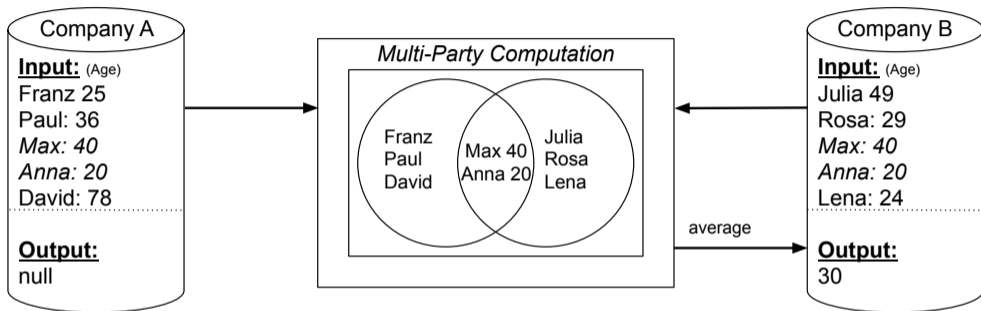 Company A
Input: (Age)
Franz 25
Paul: 36
Max: 40
Anna: 20
David: 78
Output:
null
Multi-Party Computation
Franz
Paul
David
Max 40
Anna 20
Julia
Rosa
Lena
average
Company B
Input: (Age)
Julia 49
Rosa: 29
Max: 40
Anna: 20
Lena: 24
Output:
30